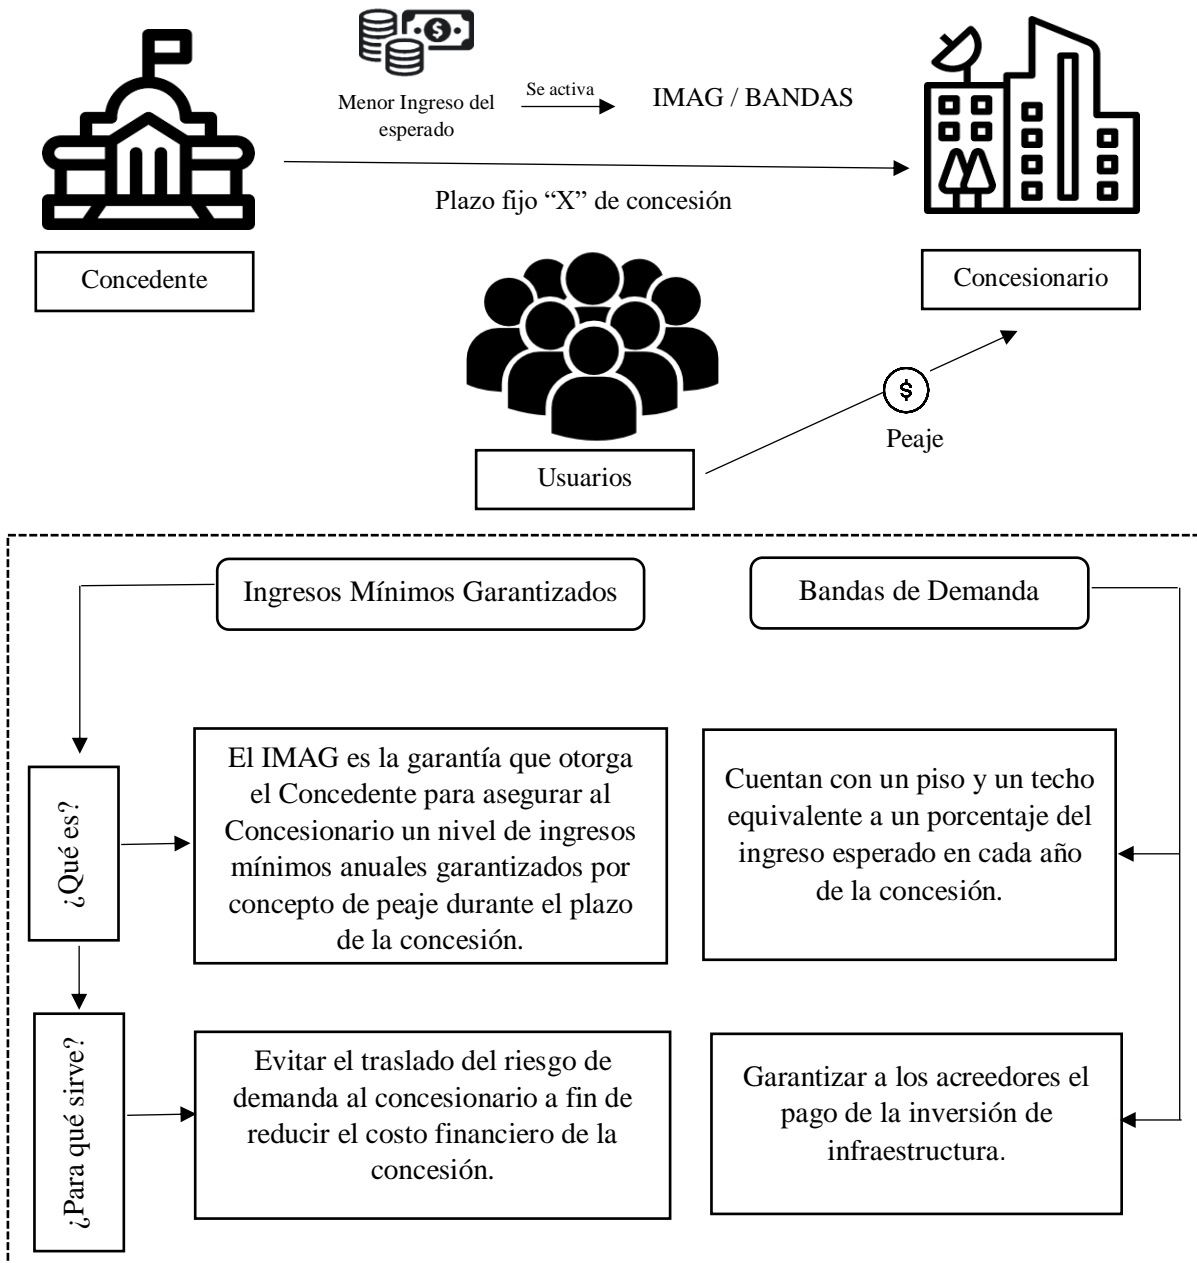 Menor Ingreso del
esperado
Se activa
IMAG / BANDAS
Plazo fijo “X” de concesión
Concedente
Concesionario
$
Peaje
Usuarios
Ingresos Mínimos Garantizados
Bandas de Demanda
¿Qué es?
El IMAG es la garantía que otorga
el Concedente para asegurar al
Concesionario un nivel de ingresos
mínimos anuales garantizados por
concepto de peaje durante el plazo
de la concesión.
Cuentan con un piso y un techo
equivalente a un porcentaje del
ingreso esperado en cada año
de la concesión.
¿Para qué sirve?
Evitar el traslado del riesgo de
demanda al concesionario a fin de
reducir el costo financiero de la
concesión.
Garantizar a los acreedores el
pago de la inversión de
infraestructura.